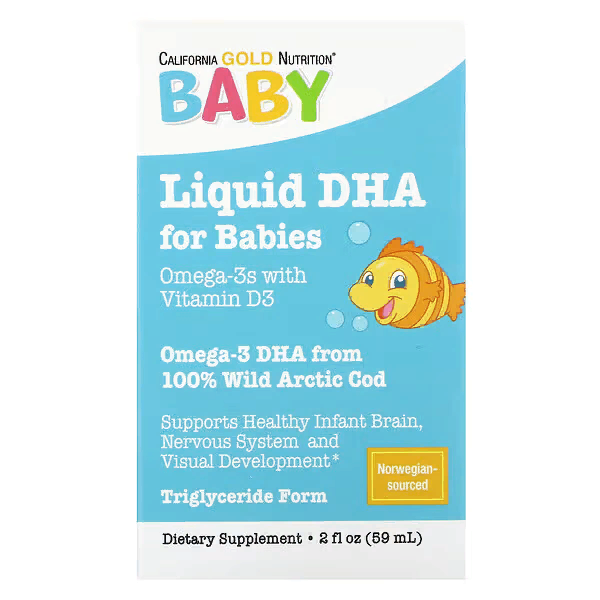 CALIFORNIA GOLD NUTRITION®
BABY
Liquid DHA
for Babies
Omega-3s with
Vitamin D3
Omega-3 DHA from
100% Wild Arctic Cod
Supports Healthy Infant Brain,
Nervous System and
Visual Development*
Norwegian-
sourced
Triglyceride Form
Dietary Supplement • 2 fl oz (59 mL)